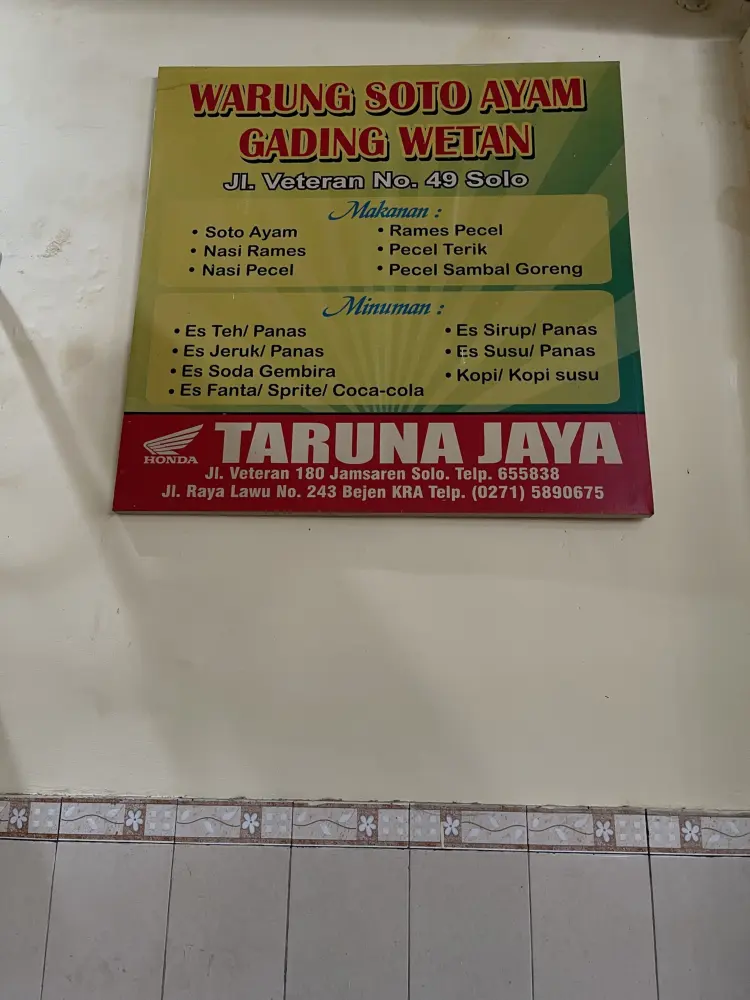 WARUNG SOTO AYAM
GADING WETAN
Jl. Veteran No. 49 Solo
Makanan :
• Soto Ayam
• Nasi Rames
• Nasi Pecel
• Rames Pecel
• Pecel Terik
• Pecel Sambal Goreng
Minuman :
• Es Teh/ Panas
• Es Jeruk/ Panas
• Es Soda Gembira
• Es Fanta/ Sprite/ Coca-cola
• Es Sirup/ Panas
• Es Susu/ Panas
• Kopi/ Kopi susu
HONDA
TARUNA JAYA
Jl. Veteran 180 Jamsaren Solo. Telp. 655838
Jl. Raya Lawu No. 243 Bejen KRA Telp. (0271) 5890675